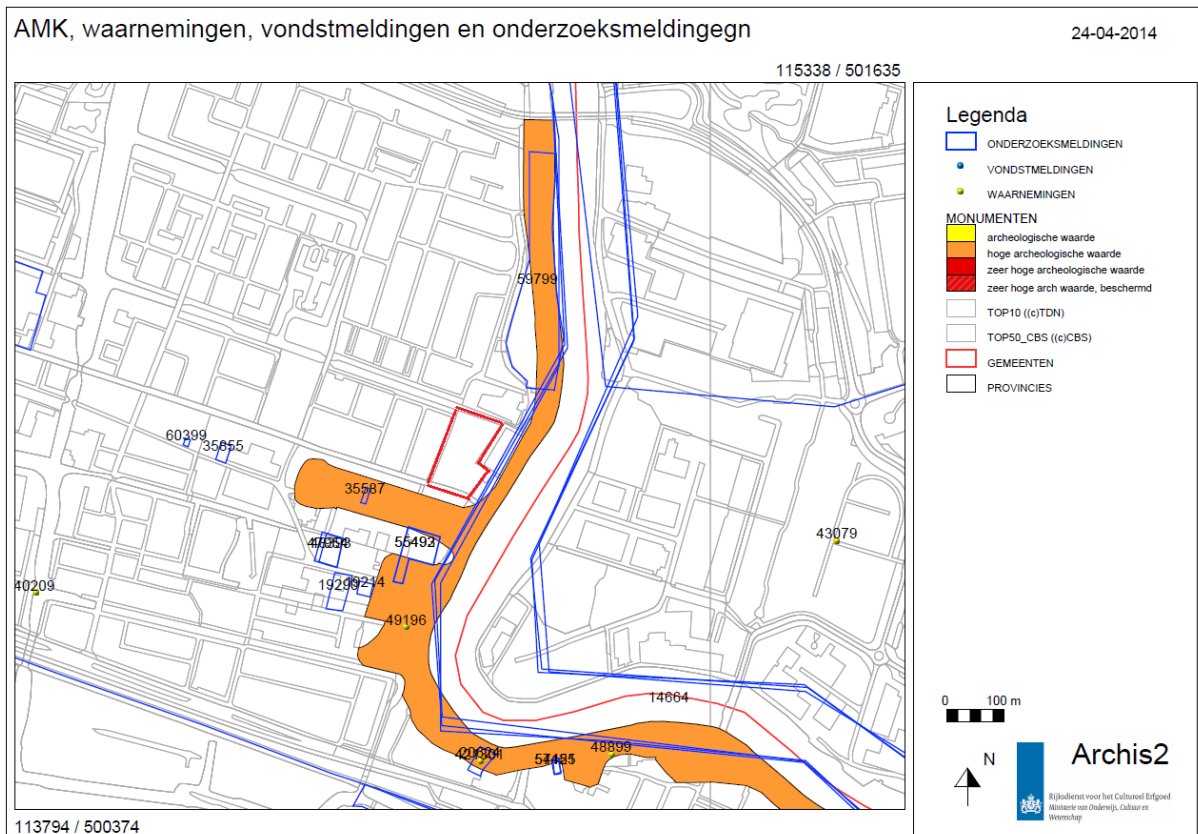 AMK, waarnemingen, vondstmeldingen en onderzoeksmeldingegn
24-04-2014
115338 / 501635
59799
60399
35855
35587
40209
49196
43079
14664
48899
19214
Legenda
ONDERZOEKSMELDINGEN
VONDSTMELDINGEN
WAARNEMINGEN
MONUMENTEN
archeologische waarde
hoge archeologische waarde
zeer hoge archeologische waarde
zeer hoge arch waarde, beschermd
TOP10 ((c)TDN)
TOP50_CBS ((c)CBS)
GEMEENTEN
PROVINCIES
0 100 m
N
Archis2
Rijksdienst voor het Cultureel Erfgoed
Ministerie van Onderwijs, Cultuur en
Wetenschap
113794 / 500374